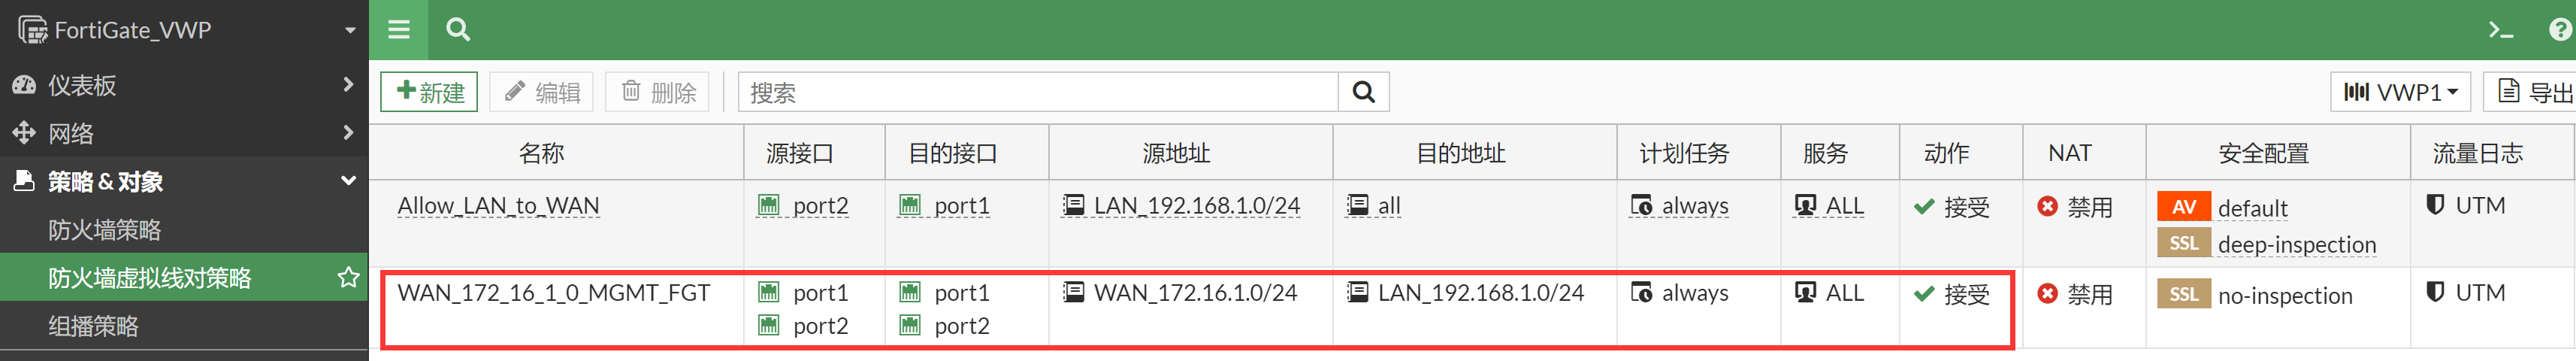 FortiGate_VWP
仪表板
网络
策略 & 对象
防火墙策略
防火墙虚拟线对策略
组播策略
新建 编辑 删除 搜索 VWP1 导出
名称 源接口 目的接口 源地址 目的地址 计划任务 服务 动作 NAT 安全配置 流量日志
Allow_LAN_to_WAN port2 port1 LAN_192.168.1.0/24 all always ALL 接受 禁用 AV default UTM
SSL deep-inspection
WAN_172_16_1_0_MGMT_FGT port1 port1 WAN_172.16.1.0/24 LAN_192.168.1.0/24 always ALL 接受 禁用 SSL no-inspection UTM
port2 port2